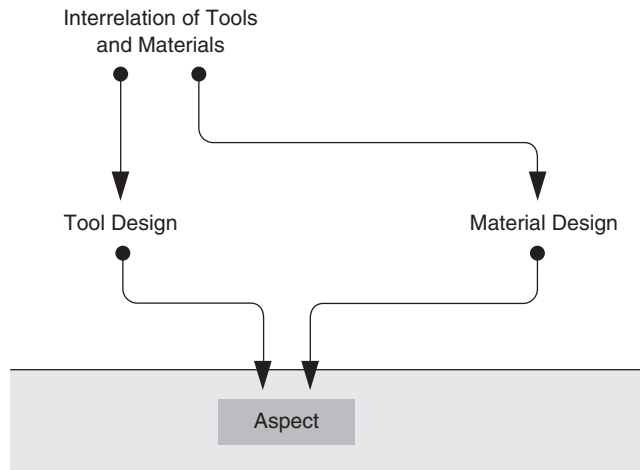 Interrelation of Tools
and Materials
Tool Design
Material Design
Aspect